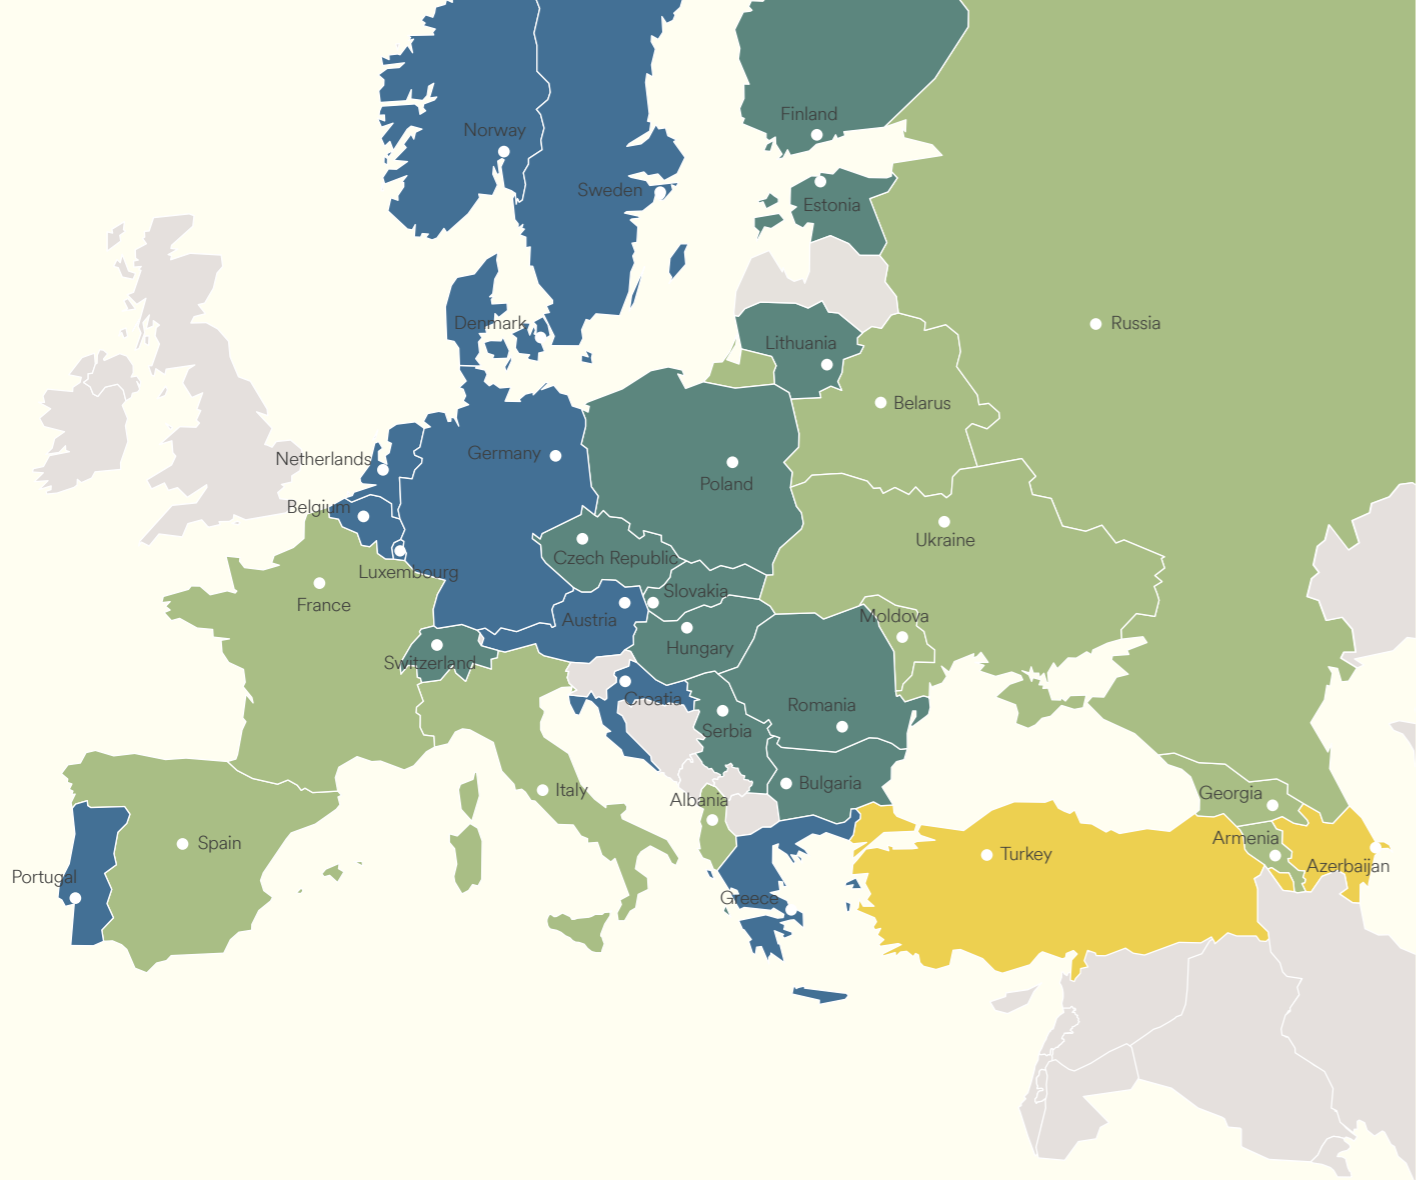 Finland
Norway
Sweden
Estonia
Denmark
Russia
Lithuania
Belarus
Germany
Netherlands
Poland
Belgium
Ukraine
Czech Republic
Luxembourg
Slovakia
France
Moldova
Austria
Hungary
Switzerland
Croatia
Romania
Serbia
Bulgaria
Italy
Georgia
Albania
Armenia
Spain
Turkey
Azerbaijan
Portugal
Greece